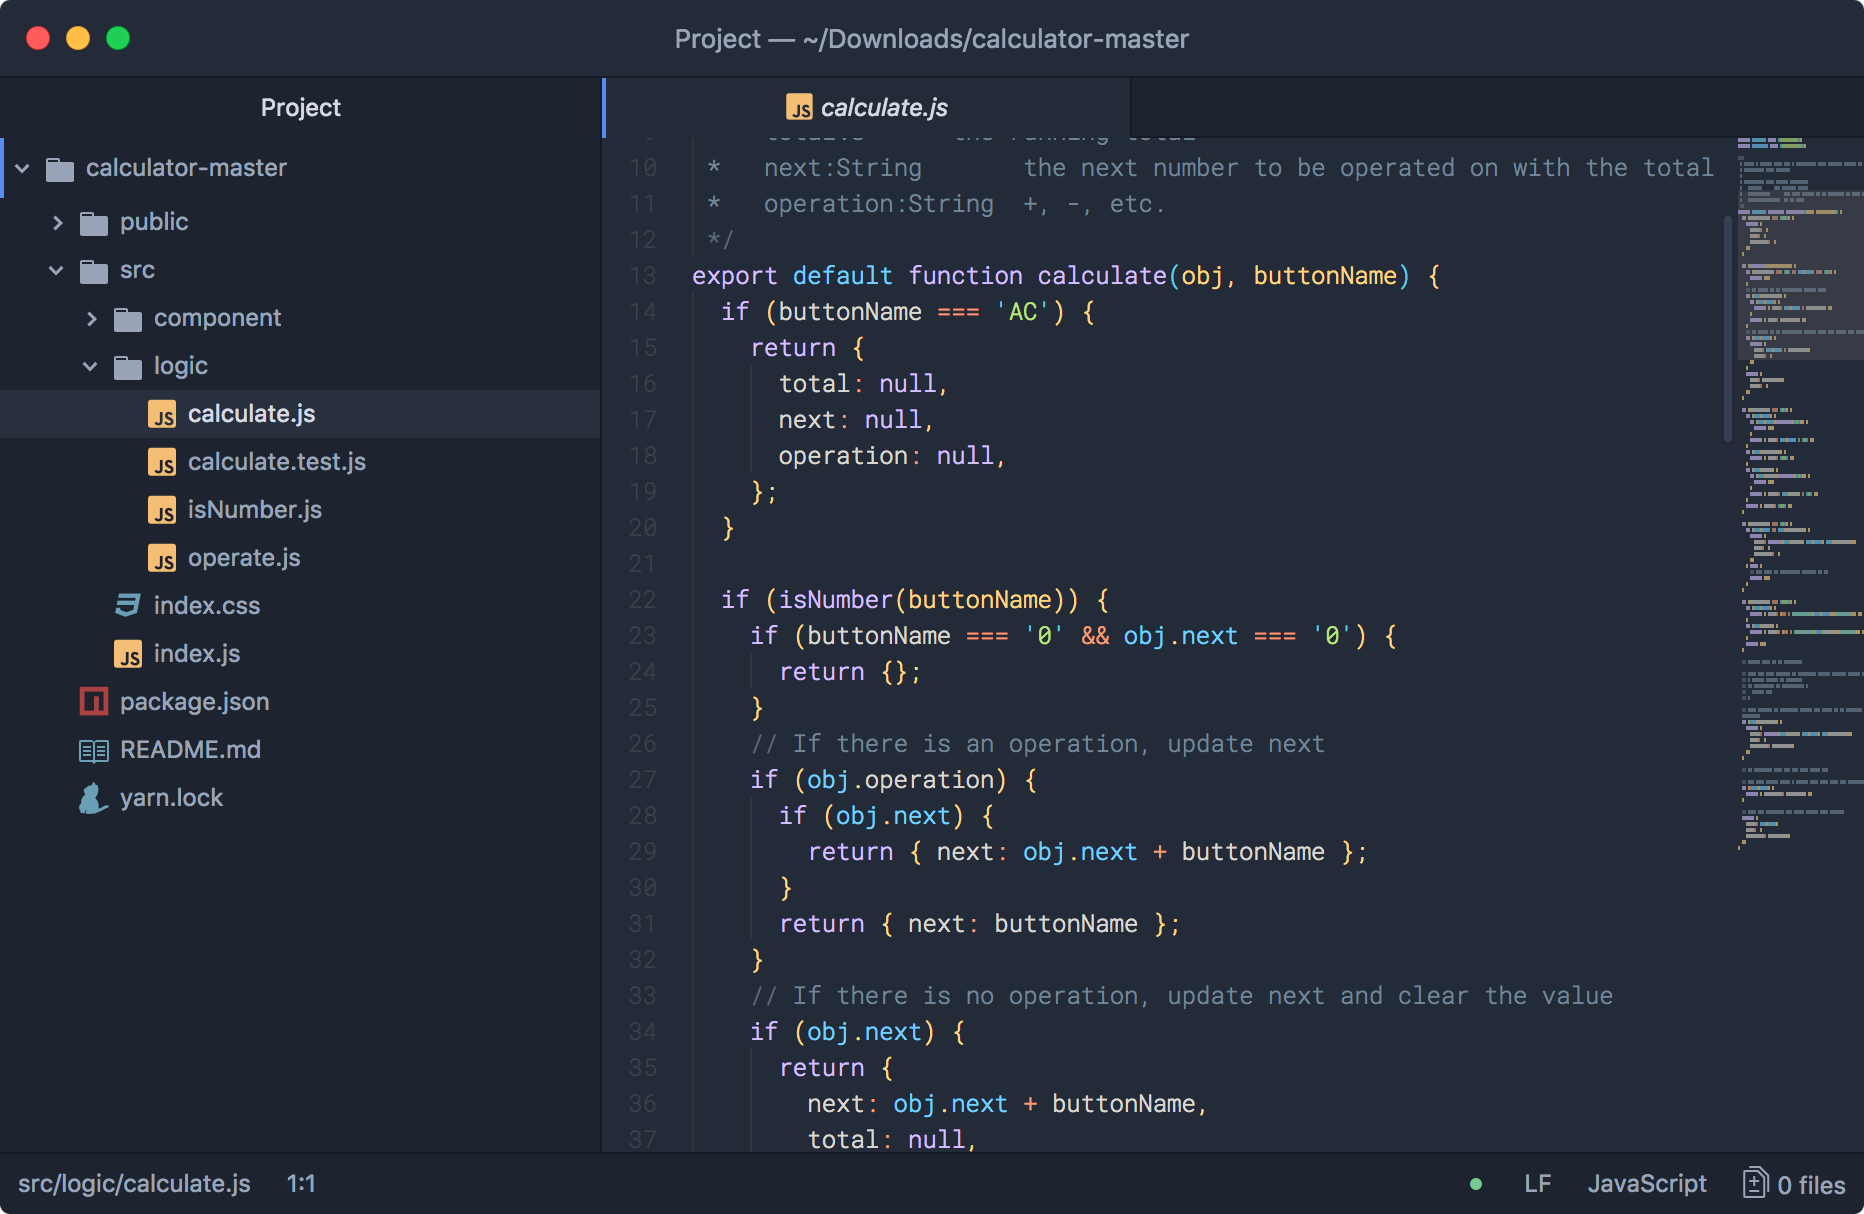 Project — ~/Downloads/calculator-master
Project
calculator-master
public
src
component
logic
JS calculate.js
JS calculate.test.js
JS isNumber.js
JS operate.js
index.css
JS index.js
package.json
README.md
yarn.lock
JS calculate.js
10 *   next:String       the next number to be operated on with the total
11 *   operation:String  +, -, etc.
12 */
13 export default function calculate(obj, buttonName) {
14   if (buttonName === 'AC') {
15     return {
16       total: null,
17       next: null,
18       operation: null,
19     };
20   }
21
22   if (isNumber(buttonName)) {
23     if (buttonName === '0' && obj.next === '0') {
24       return {};
25     }
26     // If there is an operation, update next
27     if (obj.operation) {
28       if (obj.next) {
29         return { next: obj.next + buttonName };
30       }
31       return { next: buttonName };
32     }
33     // If there is no operation, update next and clear the value
34     if (obj.next) {
35       return {
36         next: obj.next + buttonName,
37         total: null,
src/logic/calculate.js 1:1 LF JavaScript 0 files